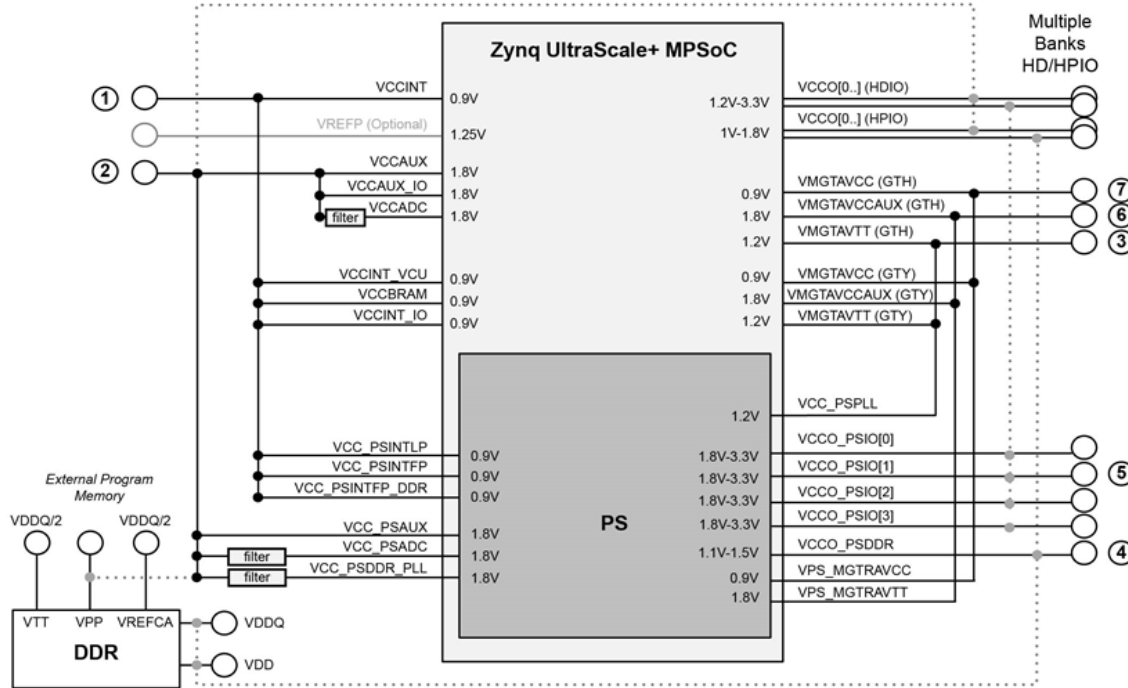 Zynq UltraScale+ MPSoC
Multiple
Banks
HD/HPIO
1
VCCINT
0.9V
VREFP (Optional)
1.25V
2
VCCAUX
1.8V
VCCAUX_IO
1.8V
VCCADC
filter
1.8V
VCCINT_VCU
0.9V
VCCBRAM
0.9V
VCCINT_IO
0.9V
1.2V-3.3V
VCCO[0..] (HDIO)
1V-1.8V
VCCO[0..] (HPIO)
0.9V
VMGTAVCC (GTH)
7
1.8V
VMGTAVCCAUX (GTH)
6
1.2V
VMGTAVTT (GTH)
3
0.9V
VMGTAVCC (GTY)
1.8V
VMGTAVCCAUX (GTY)
1.2V
VMGTAVTT (GTY)
PS
VCC_PSINTLP
0.9V
VCC_PSINTFP
0.9V
VCC_PSINTFP_DDR
0.9V
VCC_PSAUX
1.8V
VCC_PSADC
filter
1.8V
VCC_PSDDR_PLL
filter
1.8V
1.2V
VCC_PSPLL
1.8V-3.3V
VCCO_PSIO[0]
1.8V-3.3V
VCCO_PSIO[1]
5
1.8V-3.3V
VCCO_PSIO[2]
1.8V-3.3V
VCCO_PSIO[3]
1.1V-1.5V
VCCO_PSDDR
4
0.9V
VPS_MGTRAVCC
1.8V
VPS_MGTRAVTT
External Program
Memory
VDDQ/2
VDDQ/2
VTT
VPP
VREFCA
DDR
VDDQ
VDD